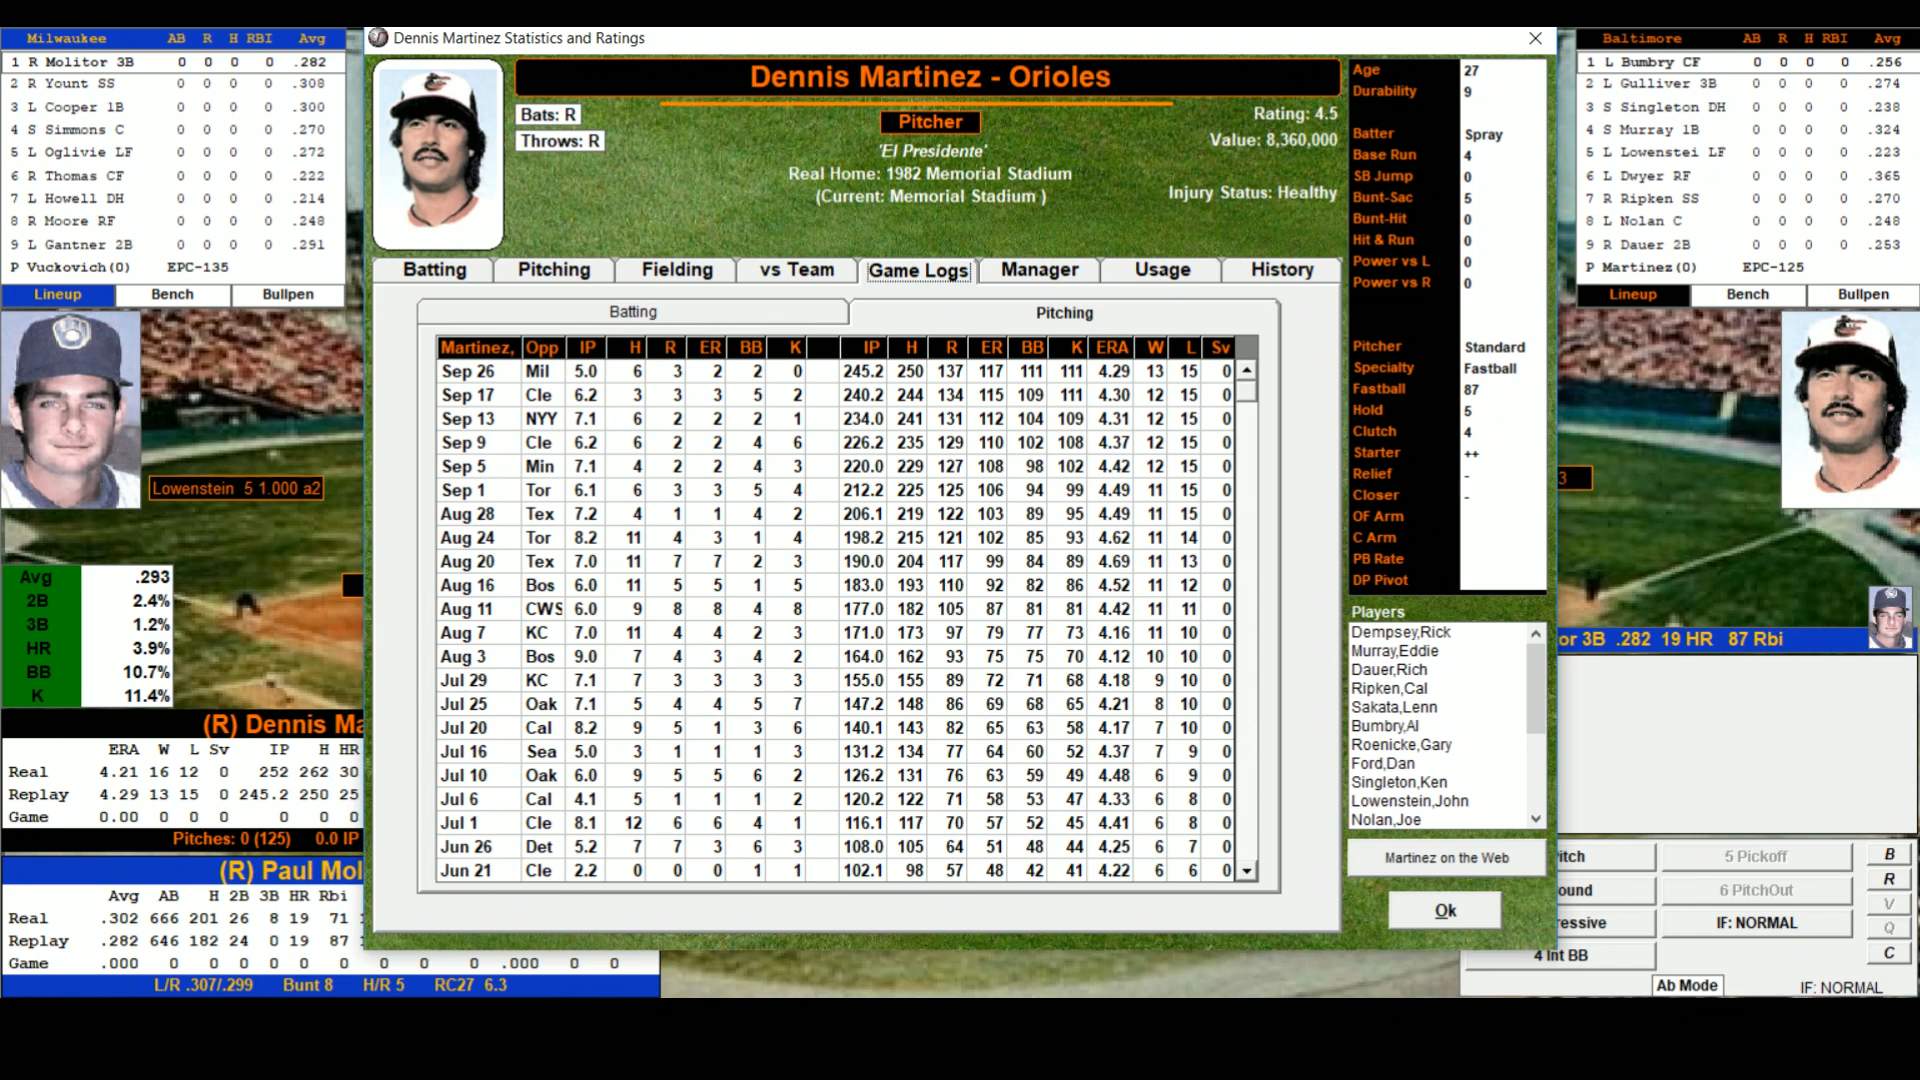 Milwaukee AB R H RBI Avg
1 R Molitor 3B 0 0 0 0 .282
2 R Yount SS 0 0 0 0 .308
3 L Cooper 1B 0 0 0 0 .300
4 S Simmons C 0 0 0 0 .270
5 L Oglivie LF 0 0 0 0 .272
6 R Thomas CF 0 0 0 0 .222
7 L Howell DH 0 0 0 0 .214
8 R Moore RF 0 0 0 0 .248
9 L Gantner 2B 0 0 0 0 .291
P Vuckovich(0) EPC-135
Lineup Bench Bullpen
Lowenstein 5 1.000 a2
Avg .293
2B 2.4%
3B 1.2%
HR 3.9%
BB 10.7%
K 11.4%
(R) Dennis Ma
ERA W L Sv IP H HR
Real 4.21 16 12 0 252 262 30
Replay 4.29 13 15 0 245.2 250 25
Game 0.00 0 0 0 0 0 0
Pitches: 0 (125) 0.0 IP
(R) Paul Mol
Avg AB H 2B 3B HR Rbi
Real .302 666 201 26 8 19 71
Replay .282 646 182 24 0 19 87
Game .000 0 0 0 0 0 0 0 0 .000 0 0
L/R .307/.299 Bunt 8 H/R 5 RC27 6.3
Dennis Martinez Statistics and Ratings
Dennis Martinez - Orioles
Bats: R
Throws: R
Pitcher
'El Presidente'
Real Home: 1982 Memorial Stadium
(Current: Memorial Stadium )
Rating: 4.5
Value: 8,360,000
Injury Status: Healthy
Batting Pitching Fielding vs Team Game Logs Manager Usage History
Batting Pitching
Martinez, Opp IP H R ER BB K IP H R ER BB K ERA W L Sv
Sep 26 Mil 5.0 6 3 2 2 0 245.2 250 137 117 111 111 4.29 13 15 0
Sep 17 Cle 6.2 3 3 3 5 2 240.2 244 134 115 109 111 4.30 12 15 0
Sep 13 NYY 7.1 6 2 2 2 1 234.0 241 131 112 104 109 4.31 12 15 0
Sep 9 Cle 6.2 6 2 2 4 6 226.2 235 129 110 102 108 4.37 12 15 0
Sep 5 Min 7.1 4 2 2 4 3 220.0 229 127 108 98 102 4.42 12 15 0
Sep 1 Tor 6.1 6 3 3 5 4 212.2 225 125 106 94 99 4.49 11 15 0
Aug 28 Tex 7.2 4 1 1 4 2 206.1 219 122 103 89 95 4.49 11 15 0
Aug 24 Tor 8.2 11 4 3 1 4 198.2 215 121 102 85 93 4.62 11 14 0
Aug 20 Tex 7.0 11 7 7 2 3 190.0 204 117 99 84 89 4.69 11 13 0
Aug 16 Bos 6.0 11 5 5 1 5 183.0 193 110 92 82 86 4.52 11 12 0
Aug 11 CWS 6.0 9 8 8 4 8 177.0 182 105 87 81 81 4.42 11 11 0
Aug 7 KC 7.0 11 4 4 2 3 171.0 173 97 79 77 73 4.16 11 10 0
Aug 3 Bos 9.0 7 4 3 4 2 164.0 162 93 75 75 70 4.12 10 10 0
Jul 29 KC 7.1 7 3 3 3 3 155.0 155 89 72 71 68 4.18 9 10 0
Jul 25 Oak 7.1 5 4 4 5 7 147.2 148 86 69 68 65 4.21 8 10 0
Jul 20 Cal 8.2 9 5 1 3 6 140.1 143 82 65 63 58 4.17 7 10 0
Jul 16 Sea 5.0 3 1 1 1 3 131.2 134 77 64 60 52 4.37 7 9 0
Jul 10 Oak 6.0 9 5 5 6 2 126.2 131 76 63 59 49 4.48 6 9 0
Jul 6 Cal 4.1 5 1 1 1 2 120.2 122 71 58 53 47 4.33 6 8 0
Jul 1 Cle 8.1 12 6 6 4 1 116.1 117 70 57 52 45 4.41 6 8 0
Jun 26 Det 5.2 7 7 3 6 3 108.0 105 64 51 48 44 4.25 6 7 0
Jun 21 Cle 2.2 0 0 0 1 1 102.1 98 57 48 42 41 4.22 6 6 0
Age 27
Durability 9
Batter Spray
Base Run 4
SB Jump 0
Bunt-Sac 5
Bunt-Hit 0
Hit & Run 0
Power vs L 0
Power vs R 0
Pitcher Standard
Specialty Fastball
Fastball 87
Hold 5
Clutch 4
Starter ++
Relief -
Closer -
OF Arm
C Arm
PB Rate
DP Pivot
Players
Dempsey,Rick
Murray,Eddie
Dauer,Rich
Ripken,Cal
Sakata,Lenn
Bumbry,Al
Roenicke,Gary
Ford,Dan
Singleton,Ken
Lowenstein,John
Nolan,Joe
Martinez on the Web
Ok
Baltimore AB R H RBI Avg
1 L Bumbry CF 0 0 0 0 .256
2 L Gulliver 3B 0 0 0 0 .274
3 S Singleton DH 0 0 0 0 .238
4 S Murray 1B 0 0 0 0 .324
5 L Lowenstei LF 0 0 0 0 .223
6 L Dwyer RF 0 0 0 0 .365
7 R Ripken SS 0 0 0 0 .270
8 L Nolan C 0 0 0 0 .248
9 R Dauer 2B 0 0 0 0 .253
P Martinez(0) EPC-125
Lineup Bench Bullpen
3
or 3B .282 19 HR 87 Rbi
itch 5 Pickoff B
ound 6 PitchOut R
V
ressive IF: NORMAL Q
4 Int BB C
Ab Mode IF: NORMAL